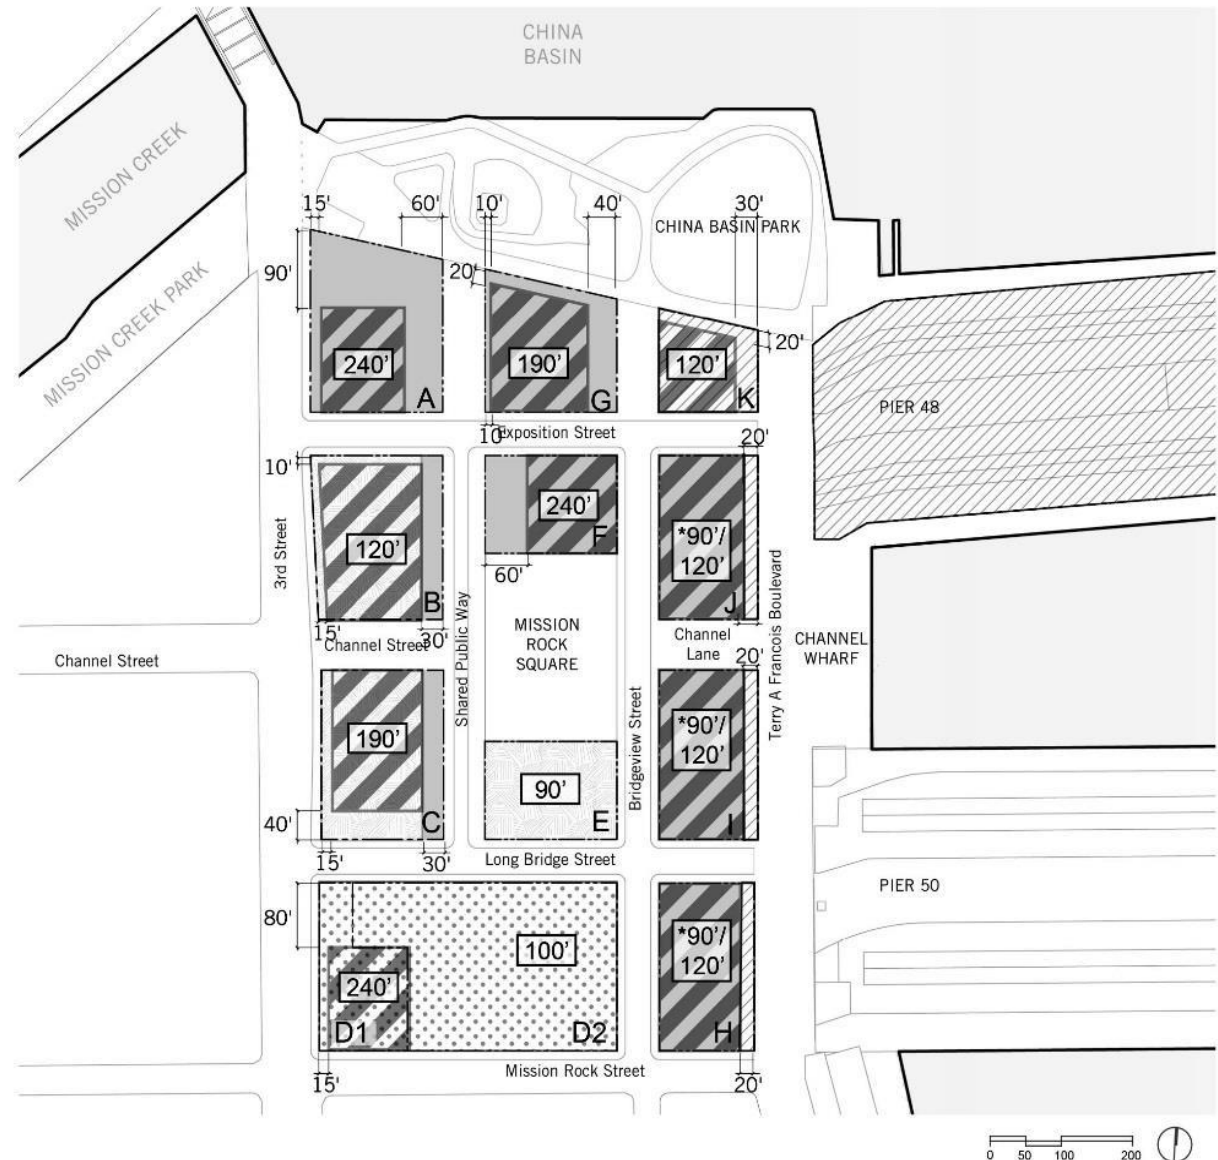 CHINA
BASIN
MISSION CREEK
MISSION CREEK PARK
15'
60'
10'
40'
30'
CHINA BASIN PARK
90'
20'
20'
240'
190'
120'
A
G
K
PIER 48
10'
Exposition Street
20'
10'
240'
F
*90'/
120'
120'
3rd Street
60'
B
J
Terry A Francois Boulevard
15'
30'
Channel Street
Shared Public Way
MISSION
ROCK
SQUARE
Channel
Lane
CHANNEL
WHARF
Channel Street
20'
*90'/
120'
190'
Bridgeview Street
90'
40'
C
E
I
15'
30'
Long Bridge Street
PIER 50
80'
*90'/
120'
100'
240'
D1
D2
H
Mission Rock Street
15'
20'
0 50 100 200